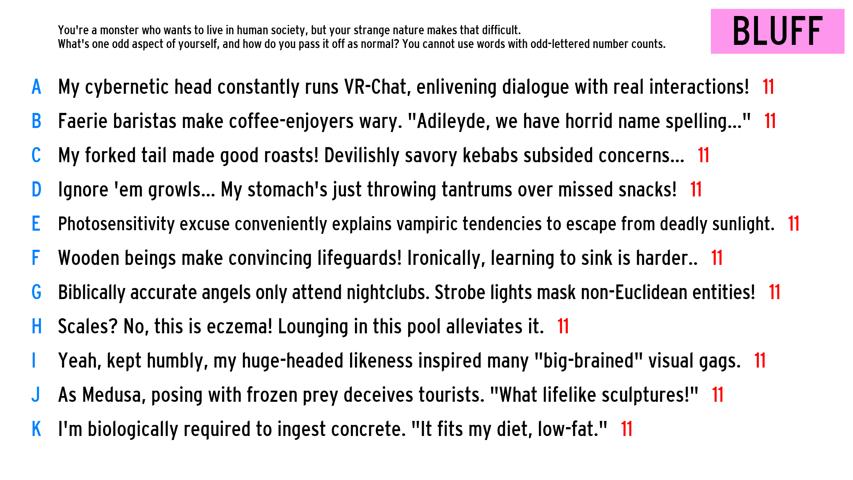 You're a monster who wants to live in human society, but your strange nature makes that difficult.
What's one odd aspect of yourself, and how do you pass it off as normal? You cannot use words with odd-lettered number counts.
BLUFF
A My cybernetic head constantly runs VR-Chat, enlivening dialogue with real interactions! 11
B Faerie baristas make coffee-enjoyers wary. "Adileyde, we have horrid name spelling..." 11
C My forked tail made good roasts! Devilishly savory kebabs subsided concerns... 11
D Ignore 'em growls... My stomach's just throwing tantrums over missed snacks! 11
E Photosensitivity excuse conveniently explains vampiric tendencies to escape from deadly sunlight. 11
F Wooden beings make convincing lifeguards! Ironically, learning to sink is harder.. 11
G Biblically accurate angels only attend nightclubs. Strobe lights mask non-Euclidean entities! 11
H Scales? No, this is eczema! Lounging in this pool alleviates it. 11
I Yeah, kept humbly, my huge-headed likeness inspired many "big-brained" visual gags. 11
J As Medusa, posing with frozen prey deceives tourists. "What lifelike sculptures!" 11
K I'm biologically required to ingest concrete. "It fits my diet, low-fat." 11